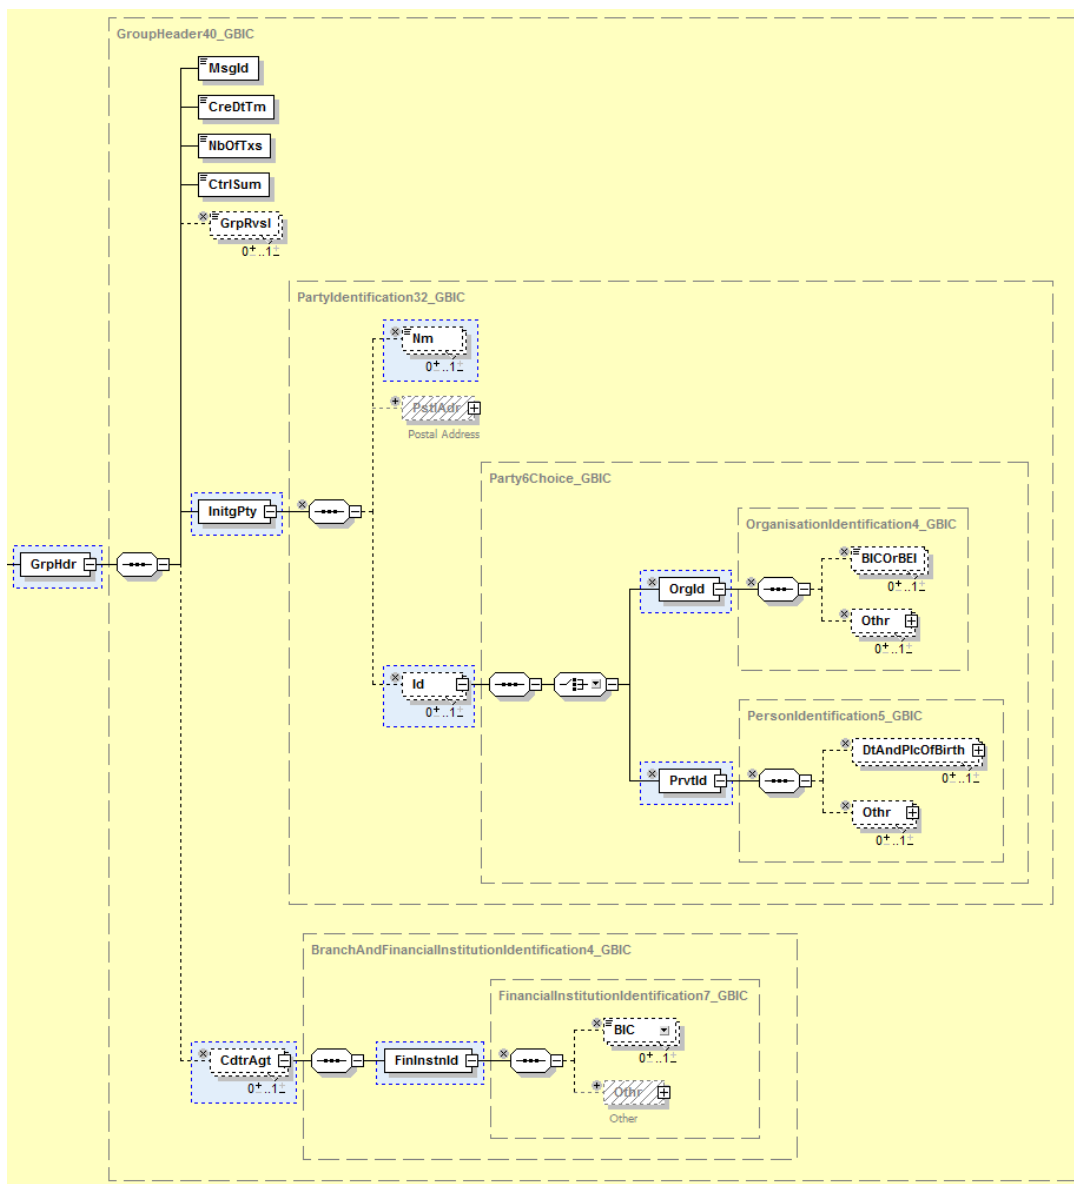 GroupHeader40_GBIC
MsgId
CreDtTm
NbOfTxs
CtrlSum
GrpRvsl
0±..1±
PartyIdentification32_GBIC
Nm
0±..1±
PstlAdr
Postal Address
Party6Choice_GBIC
InitgPty
OrganisationIdentification4_GBIC
BICOrBEI
0±..1±
GrpHdr
OrgId
Othr
0±..1±
Id
0±..1±
PersonIdentification5_GBIC
DtAndPlcOfBirth
0±..1±
PrvtId
Othr
0±..1±
BranchAndFinancialInstitutionIdentification4_GBIC
FinancialInstitutionIdentification7_GBIC
BIC
0±..1±
CdtrAgt
0±..1±
FinInstnId
Othr
Other